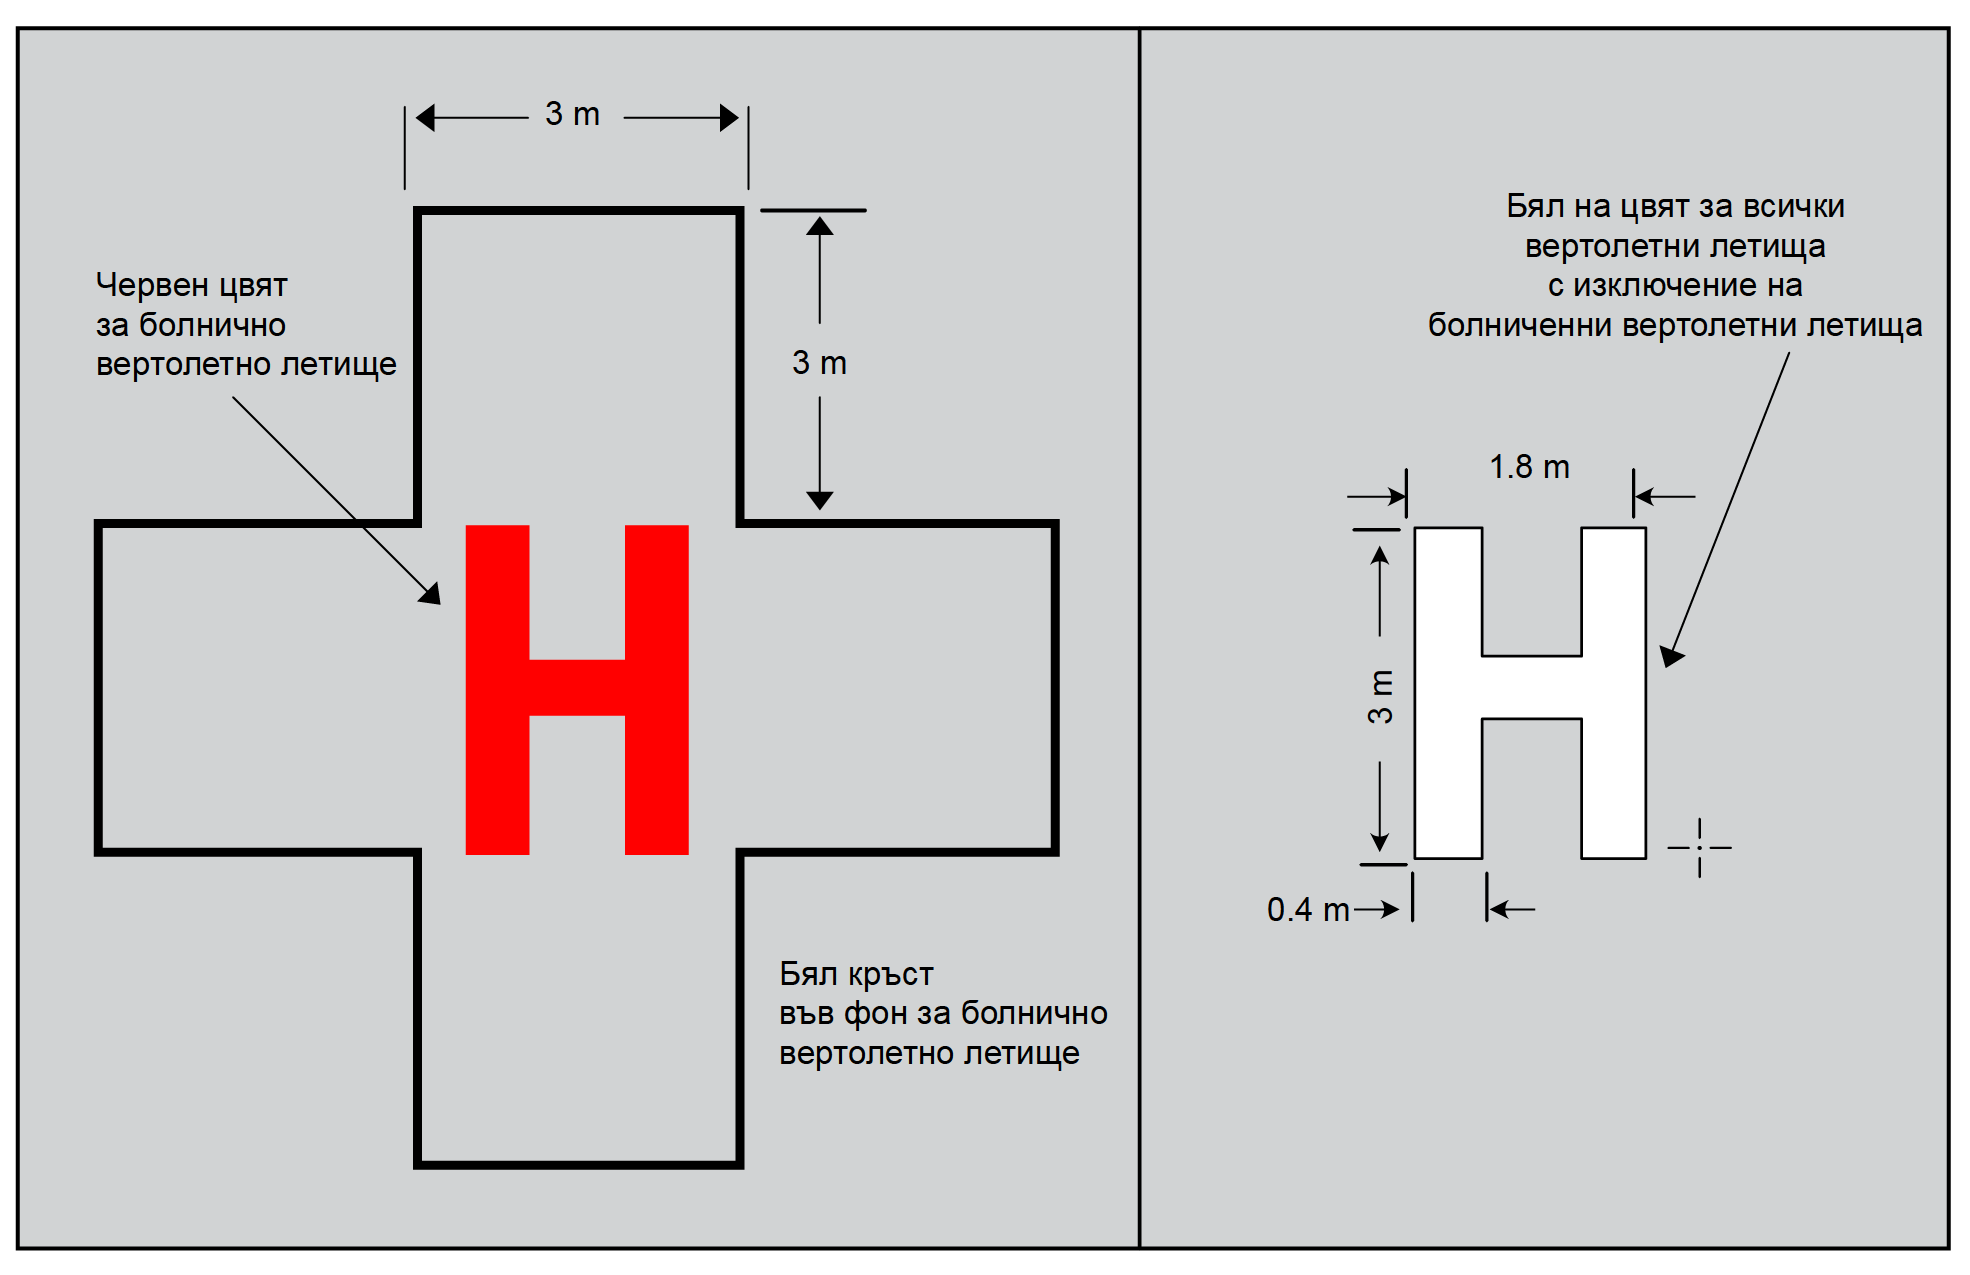 3 m
Червен цвят
за болнично
вертолетно летище
3 m
H
Бял кръст
във фон за болнично
вертолетно летище
Бял на цвят за всички
вертолетни летища
с изключение на
болниченни вертолетни летища
1.8 m
3 m
H
0.4 m